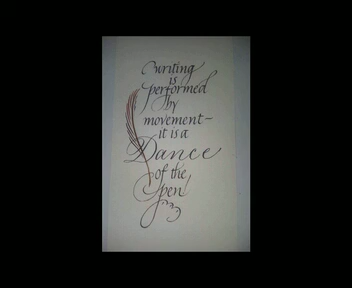 writing
is
performed
by
movement–
it is a
Dance
of the
pen!